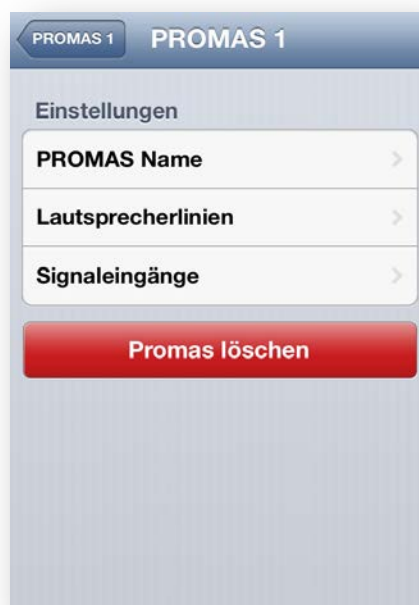 PROMAS 1
PROMAS 1
Einstellungen
PROMAS Name
Lautsprecherlinien
Signaleingänge
Promas löschen